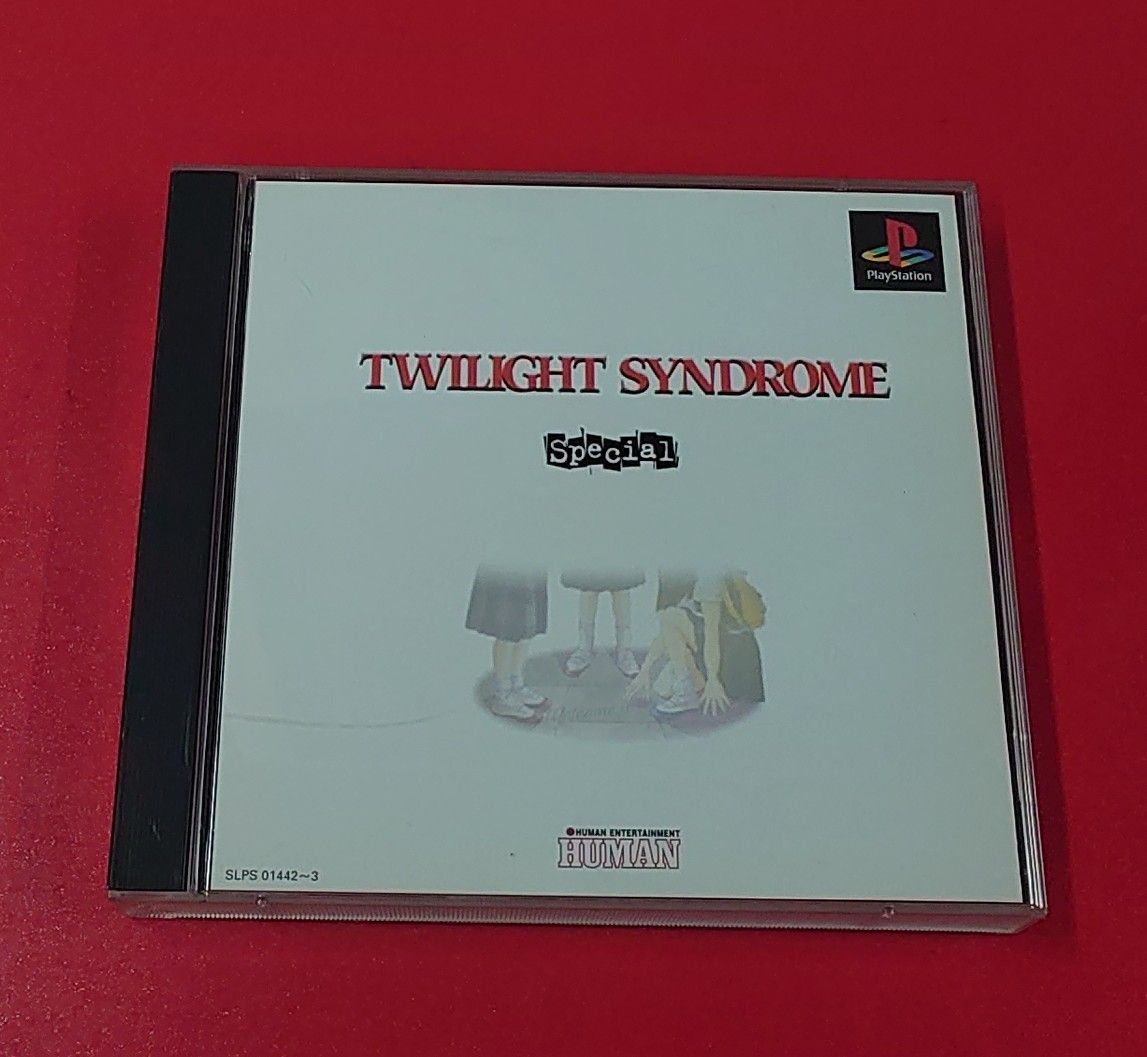 PlayStation
TWILIGHT SYNDROME
Special
HUMAN ENTERTAINMENT
HUMAN
SLPS 01442~3